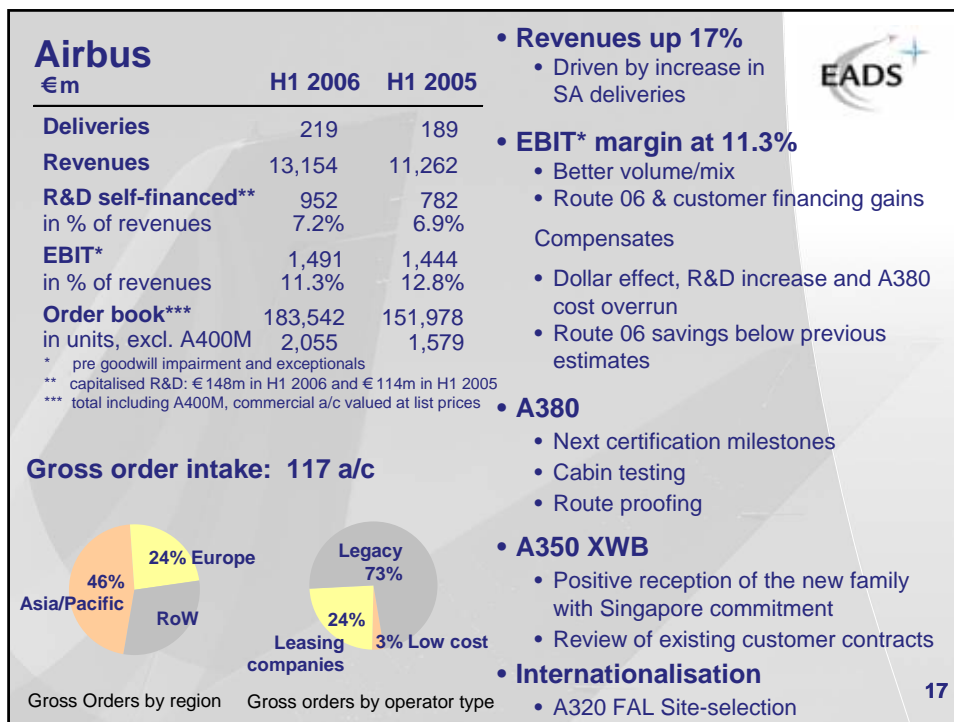 Airbus
€m H1 2006 H1 2005
Deliveries 219 189
Revenues 13,154 11,262
R&D self-financed** 952 782
in % of revenues 7.2% 6.9%
EBIT* 1,491 1,444
in % of revenues 11.3% 12.8%
Order book*** 183,542 151,978
in units, excl. A400M 2,055 1,579
* pre goodwill impairment and exceptionals
** capitalised R&D: €148m in H1 2006 and €114m in H1 2005
*** total including A400M, commercial a/c valued at list prices
Gross order intake: 117 a/c
24% Europe
46%
Asia/Pacific
RoW
Gross Orders by region
Legacy
73%
24%
Leasing
companies
3% Low cost
Gross orders by operator type
• Revenues up 17%
• Driven by increase in
SA deliveries
• EBIT* margin at 11.3%
• Better volume/mix
• Route 06 & customer financing gains
Compensates
• Dollar effect, R&D increase and A380
cost overrun
• Route 06 savings below previous
estimates
• A380
• Next certification milestones
• Cabin testing
• Route proofing
• A350 XWB
• Positive reception of the new family
with Singapore commitment
• Review of existing customer contracts
• Internationalisation
• A320 FAL Site-selection
EADS
17